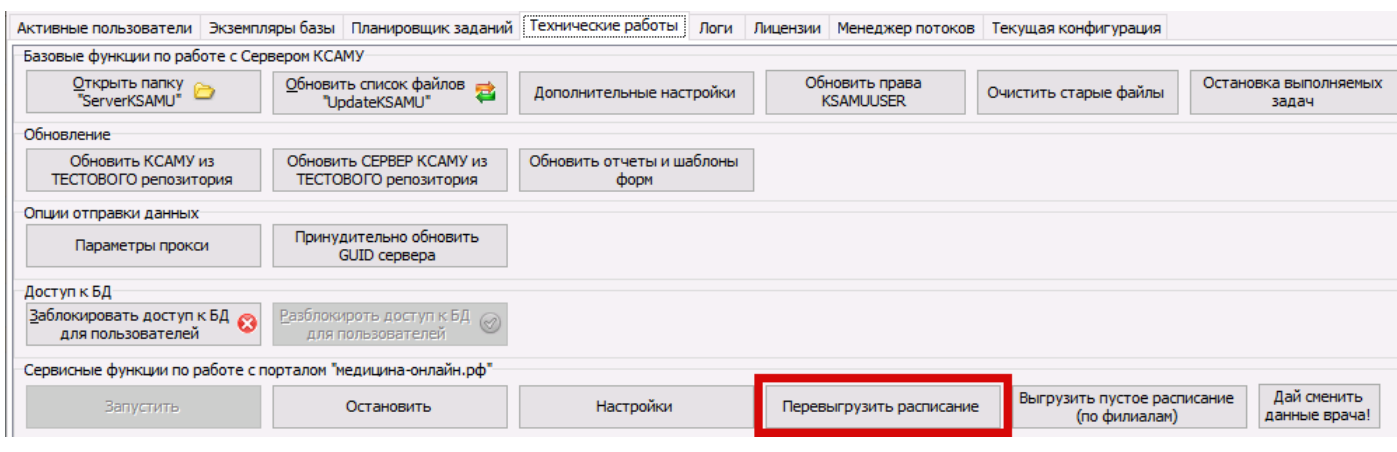 Активные пользователи Экземпляры базы Планировщик заданий Технические работы Логи Лицензии Менеджер потоков Текущая конфигурация
Базовые функции по работе с Сервером КСАМУ
Открыть папку
"ServerKSAMU"
Обновить список файлов
"UpdateKSAMU"
Дополнительные настройки
Обновить права
KSAMUUSER
Очистить старые файлы
Остановка выполняемых
задач
Обновление
Обновить КСАМУ из
ТЕСТОВОГО репозитория
Обновить СЕРВЕР КСАМУ из
ТЕСТОВОГО репозитория
Обновить отчеты и шаблоны
форм
Опции отправки данных
Параметры прокси
Принудительно обновить
GUID сервера
Доступ к БД
Заблокировать доступ к БД
для пользователей
Разблокироть доступ к БД
для пользователей
Сервисные функции по работе с порталом "медицина-онлайн.рф"
Запустить
Остановить
Настройки
Перевыгрузить расписание
Выгрузить пустое расписание
(по филиалам)
Дай сменить
данные врача!